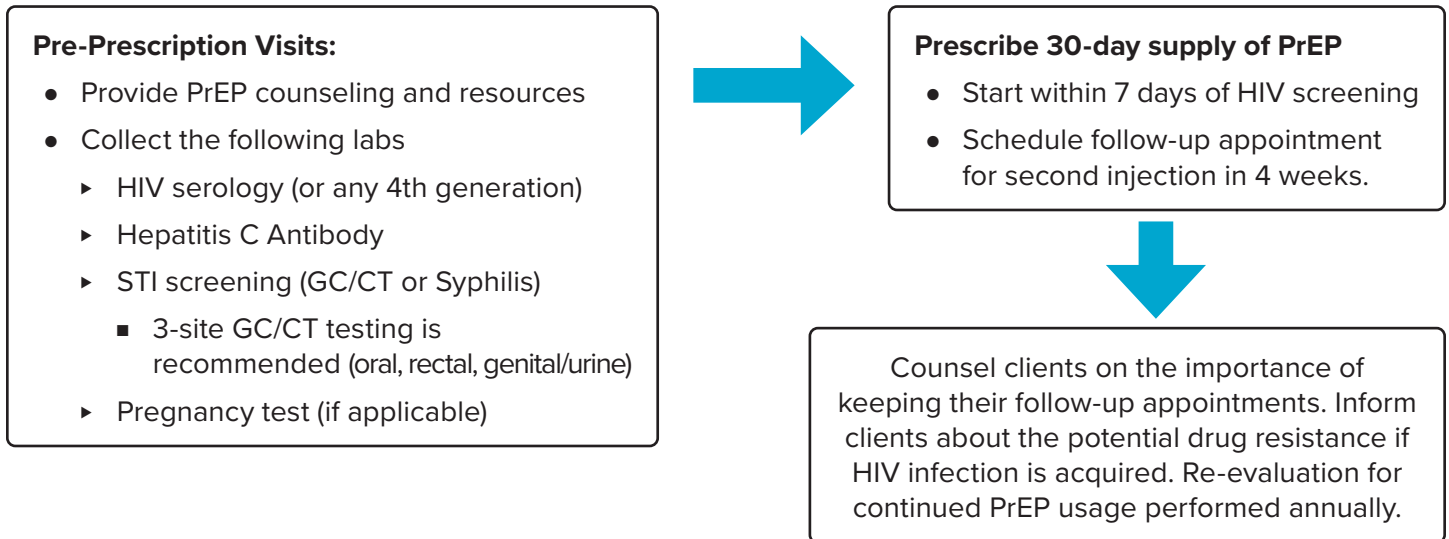 Pre-Prescription Visits:
● Provide PrEP counseling and resources
● Collect the following labs
▸ HIV serology (or any 4th generation)
▸ Hepatitis C Antibody
▸ STI screening (GC/CT or Syphilis)
■ 3-site GC/CT testing is
recommended (oral, rectal, genital/urine)
▸ Pregnancy test (if applicable)
Prescribe 30-day supply of PrEP
● Start within 7 days of HIV screening
● Schedule follow-up appointment
for second injection in 4 weeks.
Counsel clients on the importance of
keeping their follow-up appointments. Inform
clients about the potential drug resistance if
HIV infection is acquired. Re-evaluation for
continued PrEP usage performed annually.